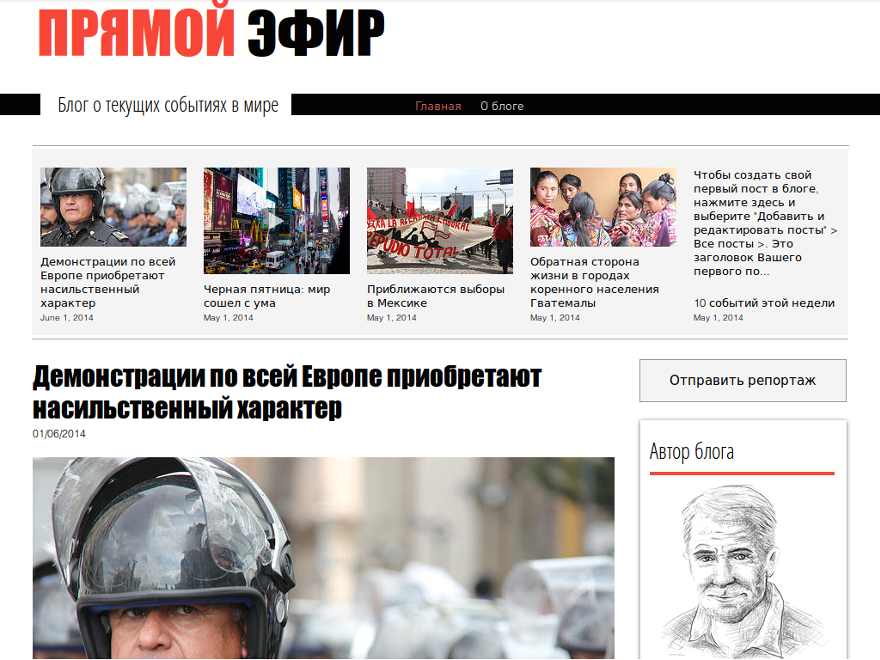 ПРЯМОЙ ЭФИР
Блог о текущих событиях в мире
Главная О блоге
Демонстрации по всей
Европе приобретают
насильственный
характер
June 1, 2014
Черная пятница: мир
сошел с ума
May 1, 2014
REPUDIO TOTAL
Приближаются выборы
в Мексике
May 1, 2014
Обратная сторона
жизни в городах
коренного населения
Гватемалы
May 1, 2014
Чтобы создать свой
первый пост в блоге,
нажмите здесь и
выберите "Добавить и
редактировать посты" >
Все посты >. Это
заголовок Вашего
первого по...
10 событий этой недели
May 1, 2014
Демонстрации по всей Европе приобретают
насильственный характер
01/06/2014
Отправить репортаж
Автор блога